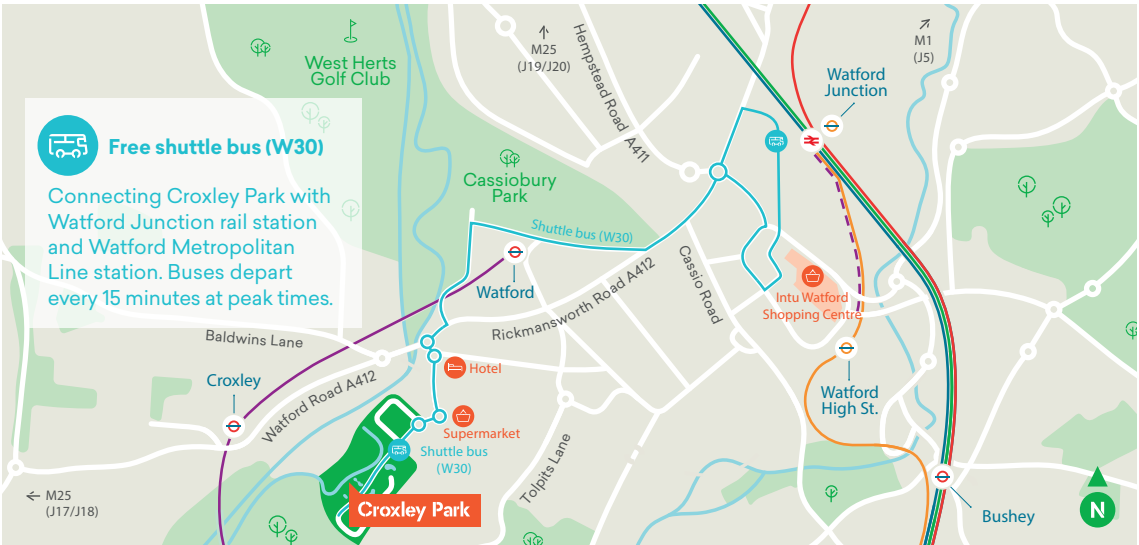 M25
(J19/J20)
Hempstead Road A411
M1
(J5)
West Herts
Golf Club
Watford
Junction
Free shuttle bus (W30)
Connecting Croxley Park with
Watford Junction rail station
and Watford Metropolitan
Line station. Buses depart
every 15 minutes at peak times.
Cassiobury
Park
Shuttle bus (W30)
Watford
Rickmansworth Road A412
Cassio Road
Intu Watford
Shopping Centre
Baldwins Lane
Croxley
Watford Road A412
Hotel
Watford
High St.
Supermarket
Shuttle bus
(W30)
Tolpits Lane
M25
(J17/J18)
Croxley Park
Bushey
N